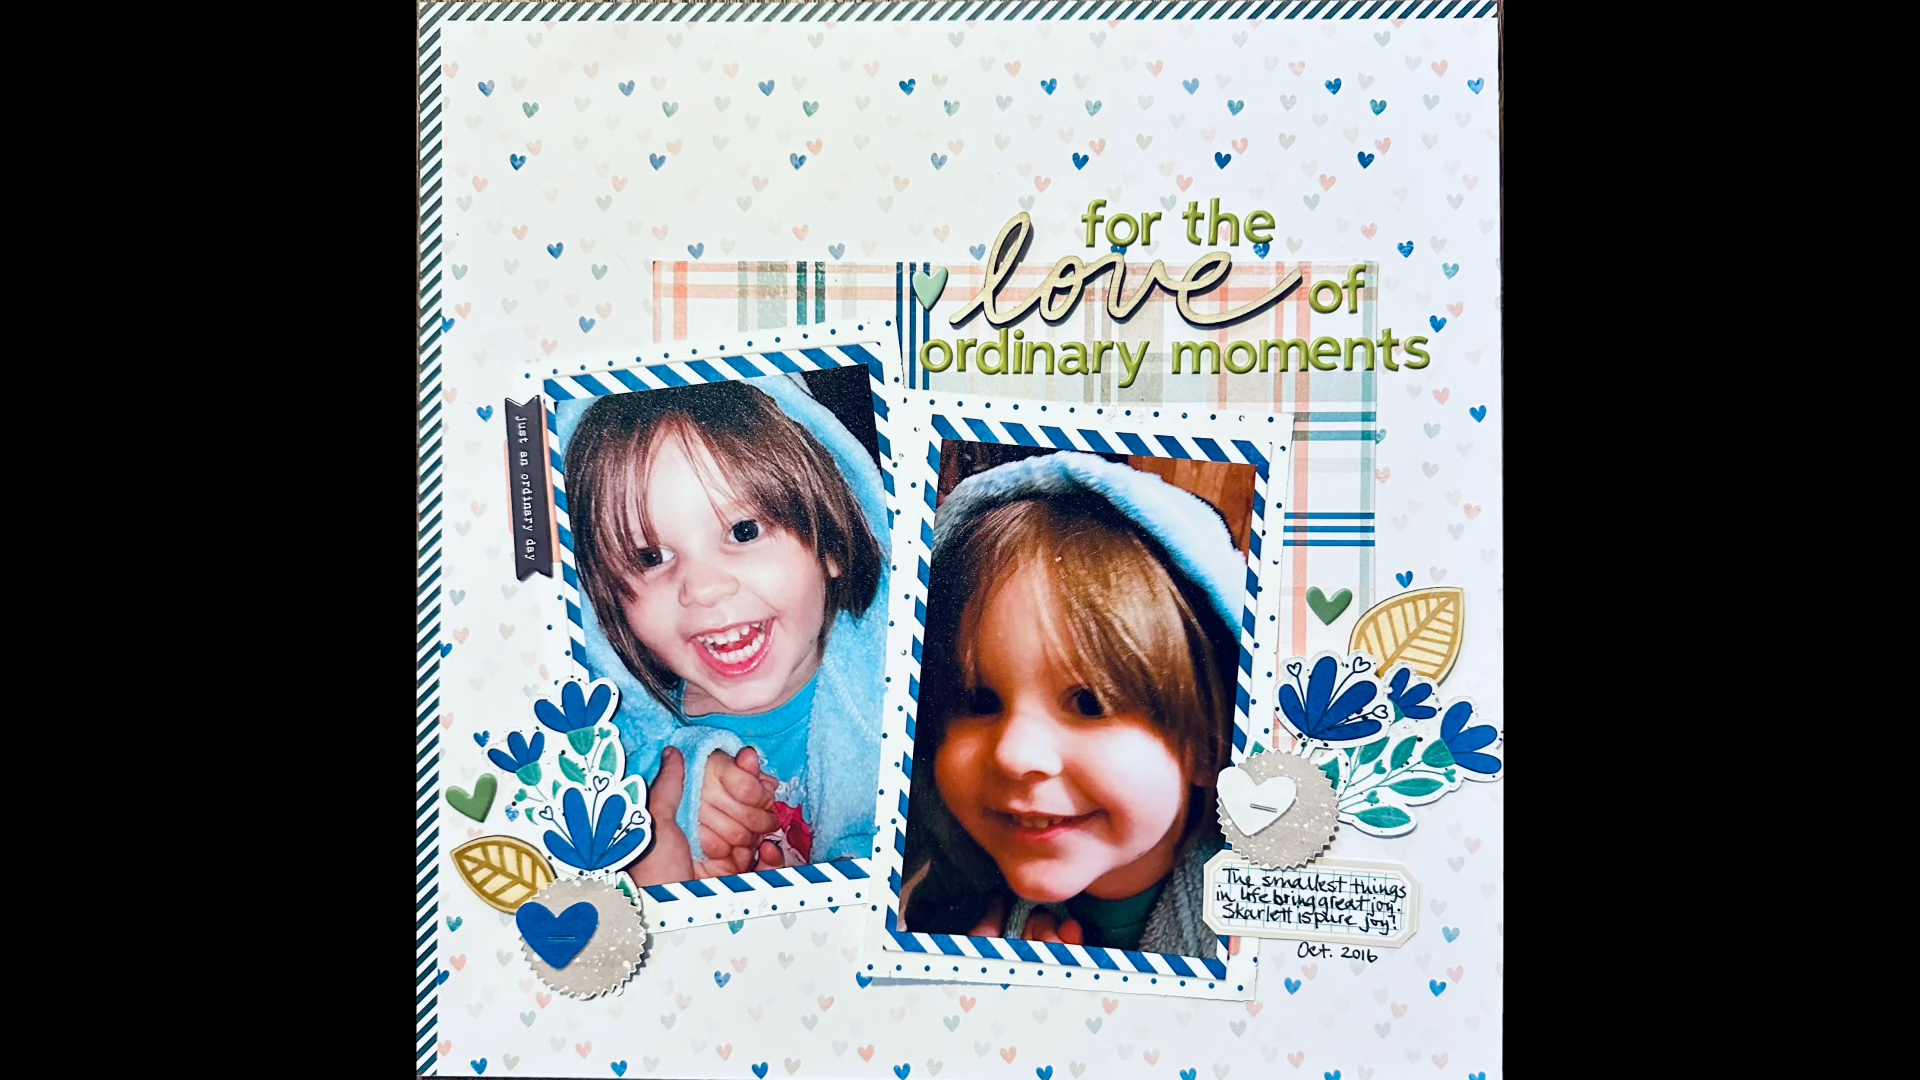 for the
love of
ordinary moments
just an ordinary day
The smallest things
in life bring great joy.
Skarlett is pure joy!
Oct. 2016